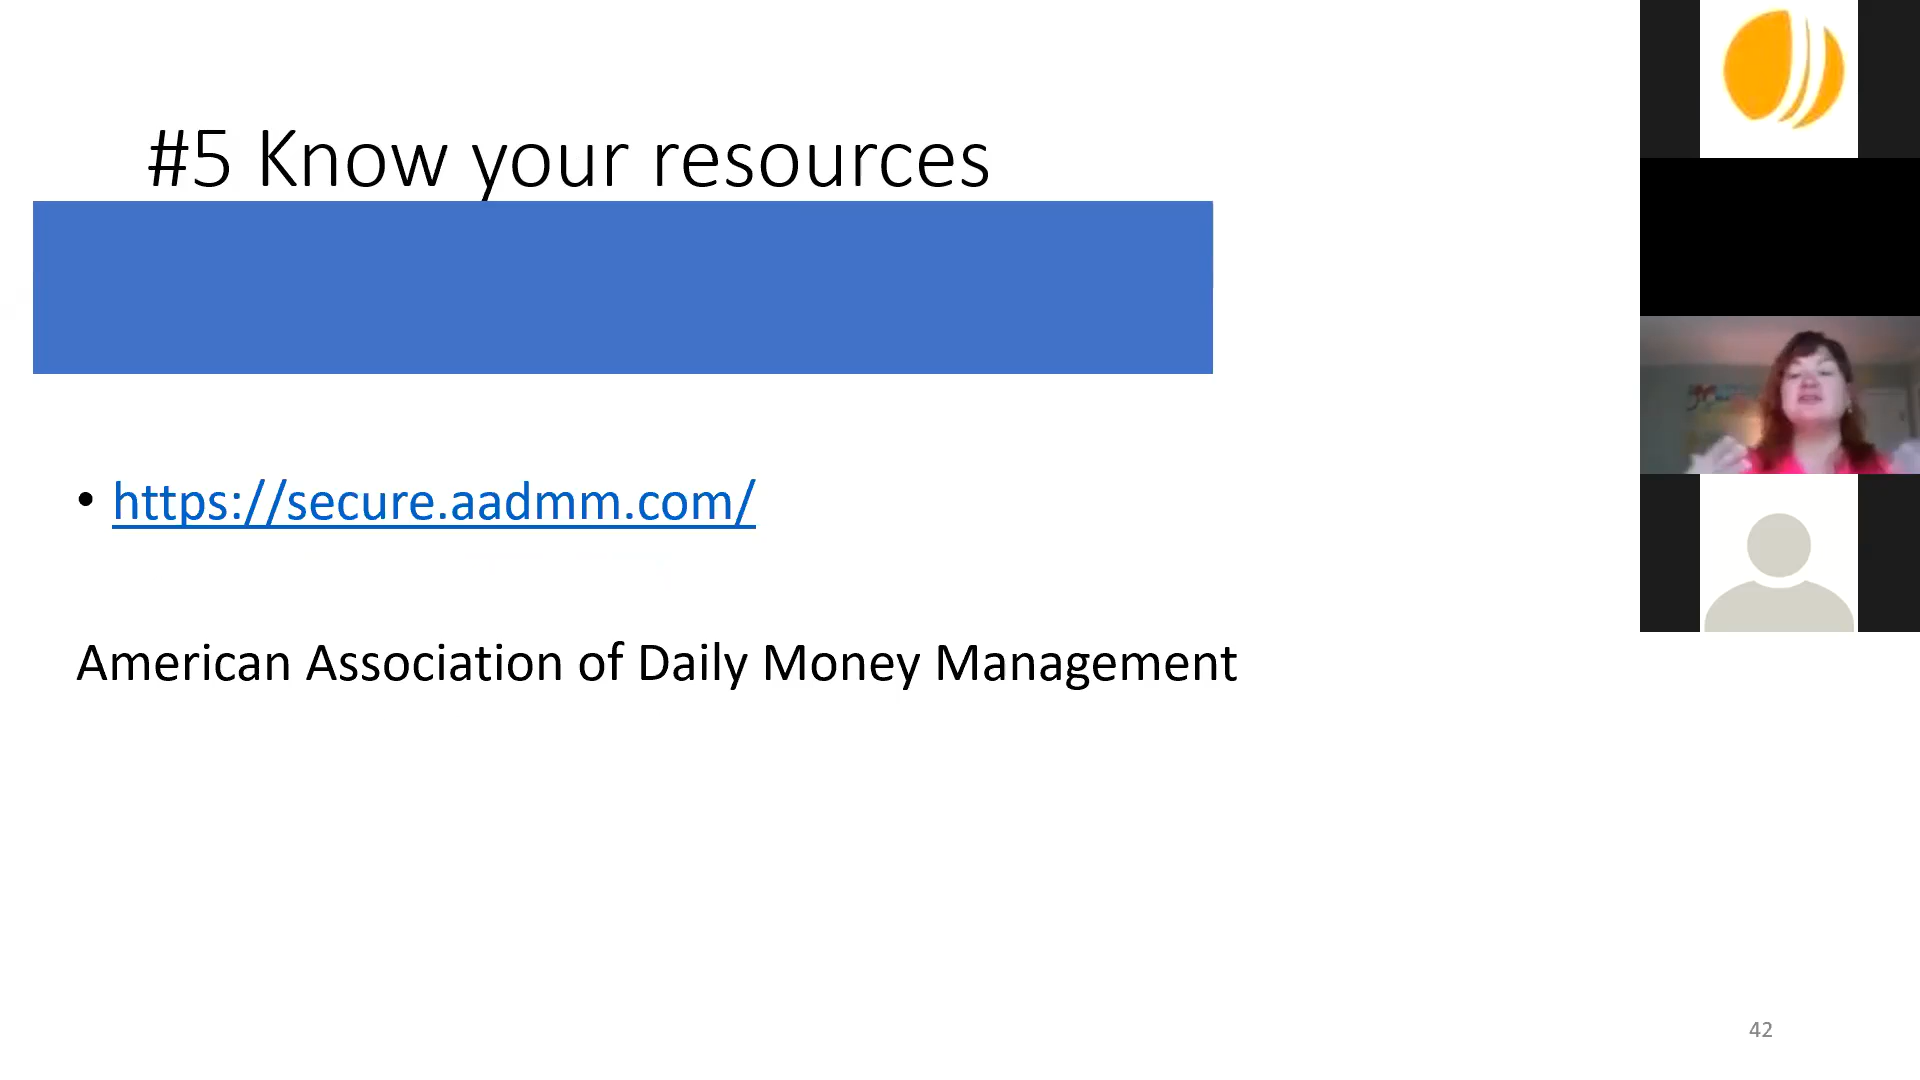 #5 Know your resources
• https://secure.aadmm.com/
American Association of Daily Money Management
42